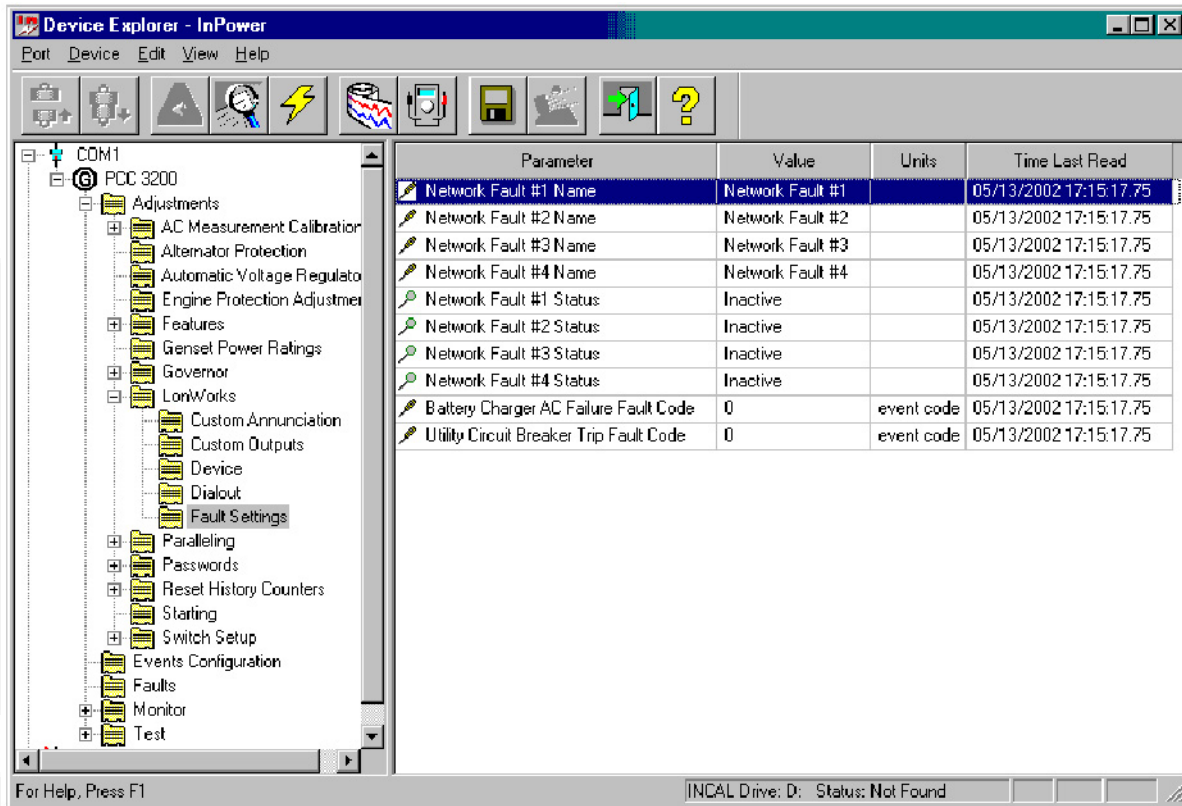 Device Explorer - InPower
Port Device Edit View Help
COM1
PCC 3200
Adjustments
AC Measurement Calibration
Alternator Protection
Automatic Voltage Regulato
Engine Protection Adjustmer
Features
Genset Power Ratings
Governor
LonWorks
Custom Annunciation
Custom Outputs
Device
Dialout
Fault Settings
Paralleling
Passwords
Reset History Counters
Starting
Switch Setup
Events Configuration
Faults
Monitor
Test
Parameter Value Units Time Last Read
Network Fault #1 Name Network Fault #1 05/13/2002 17:15:17.75
Network Fault #2 Name Network Fault #2 05/13/2002 17:15:17.75
Network Fault #3 Name Network Fault #3 05/13/2002 17:15:17.75
Network Fault #4 Name Network Fault #4 05/13/2002 17:15:17.75
Network Fault #1 Status Inactive 05/13/2002 17:15:17.75
Network Fault #2 Status Inactive 05/13/2002 17:15:17.75
Network Fault #3 Status Inactive 05/13/2002 17:15:17.75
Network Fault #4 Status Inactive 05/13/2002 17:15:17.75
Battery Charger AC Failure Fault Code 0 event code 05/13/2002 17:15:17.75
Utility Circuit Breaker Trip Fault Code 0 event code 05/13/2002 17:15:17.75
For Help, Press F1
INCAL Drive: D: Status: Not Found